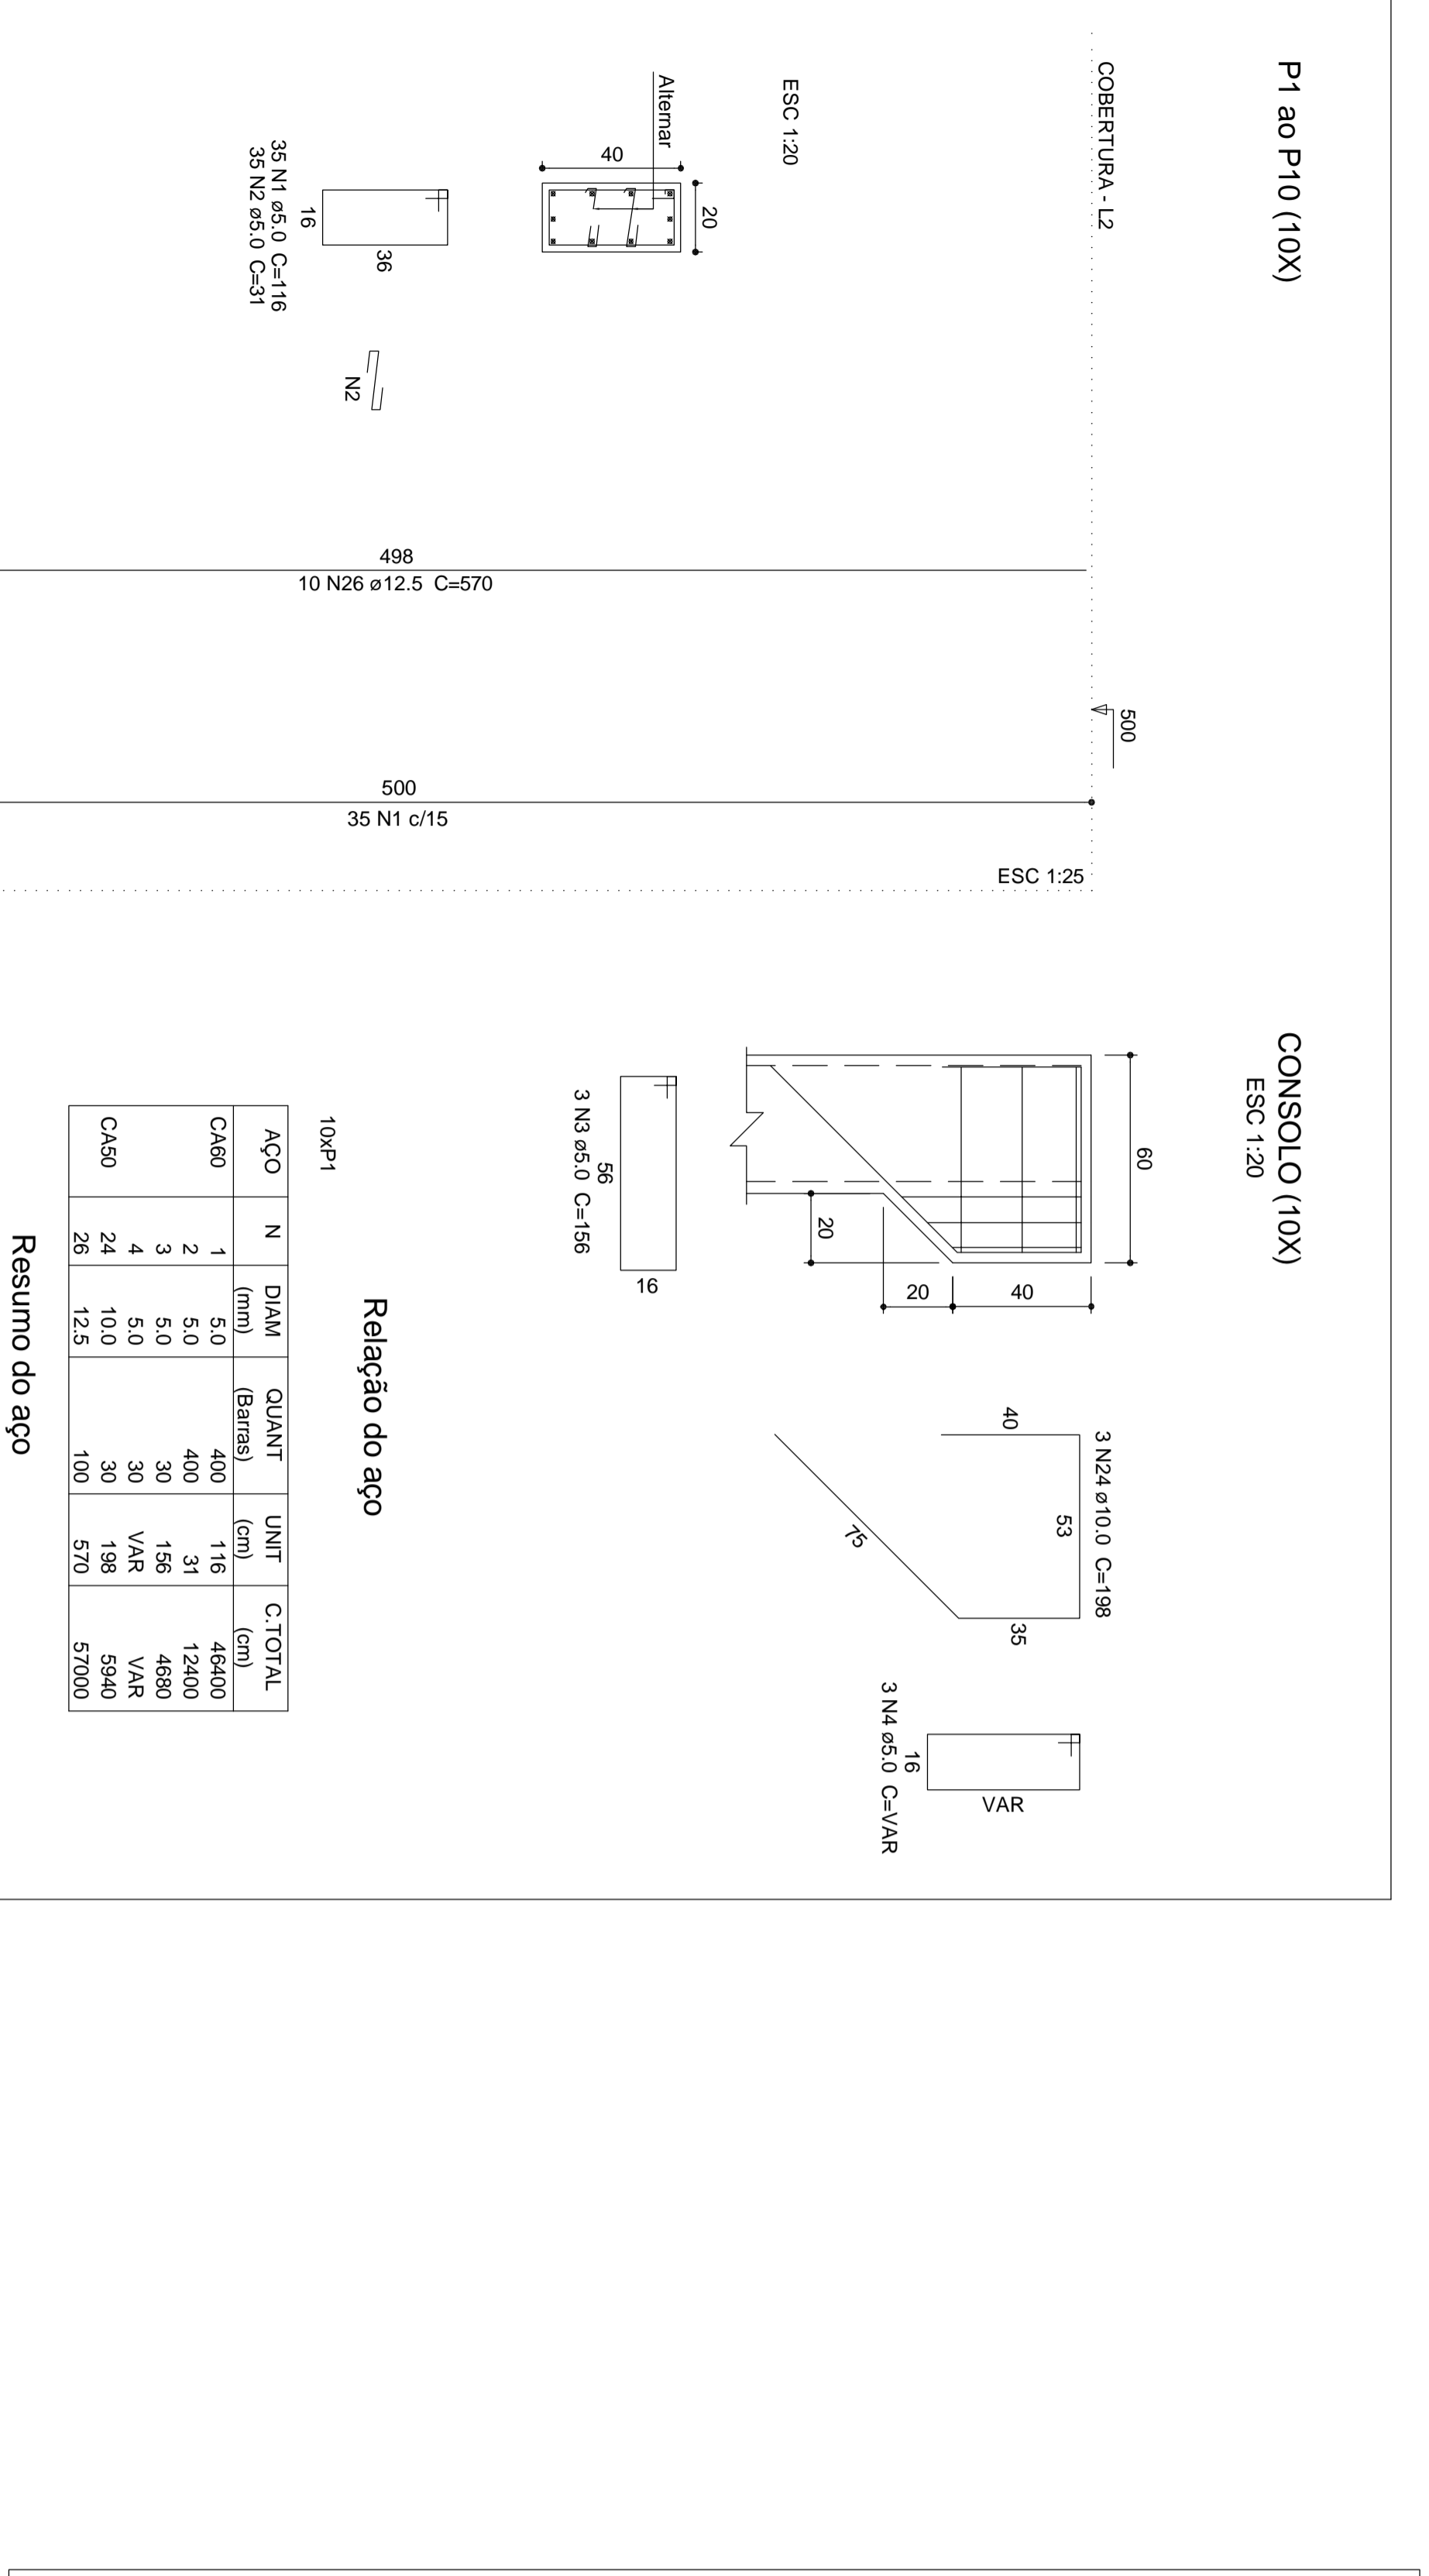 P1 ao P10 (10X)
COBERTURA - L2
ESC 1:20
Alternar
40
20
16
36
35 N1 ø5.0 C=116
35 N2 ø5.0 C=31
N2
498
10 N26 ø12.5 C=570
500
500
35 N1 c/15
ESC 1:25
CONSOLO (10X)
ESC 1:20
60
20
20
40
56
16
3 N3 ø5.0 C=156
3 N24 ø10.0 C=198
40
53
35
75
16
VAR
3 N4 ø5.0 C=VAR
Relação do aço
10xP1
AÇO N DIAM QUANT UNIT C.TOTAL
(mm) (Barras) (cm) (cm)
CA60 1 5.0 400 116 46400
2 5.0 400 31 12400
3 5.0 30 156 4680
4 5.0 30 VAR VAR
CA50 24 10.0 30 198 5940
26 12.5 100 570 57000
Resumo do aço